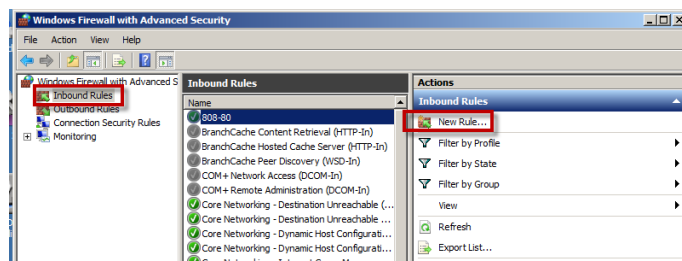 Windows Firewall with Advanced Security
File Action View Help
Windows Firewall with Advanced S
Inbound Rules
Outbound Rules
Connection Security Rules
Monitoring
Inbound Rules
Name
808-80
BranchCache Content Retrieval (HTTP-In)
BranchCache Hosted Cache Server (HTTP-In)
BranchCache Peer Discovery (WSD-In)
COM+ Network Access (DCOM-In)
COM+ Remote Administration (DCOM-In)
Core Networking - Destination Unreachable (...
Core Networking - Destination Unreachable ...
Core Networking - Dynamic Host Configurati...
Core Networking - Dynamic Host Configurati...
Actions
Inbound Rules
New Rule...
Filter by Profile
Filter by State
Filter by Group
View
Refresh
Export List...